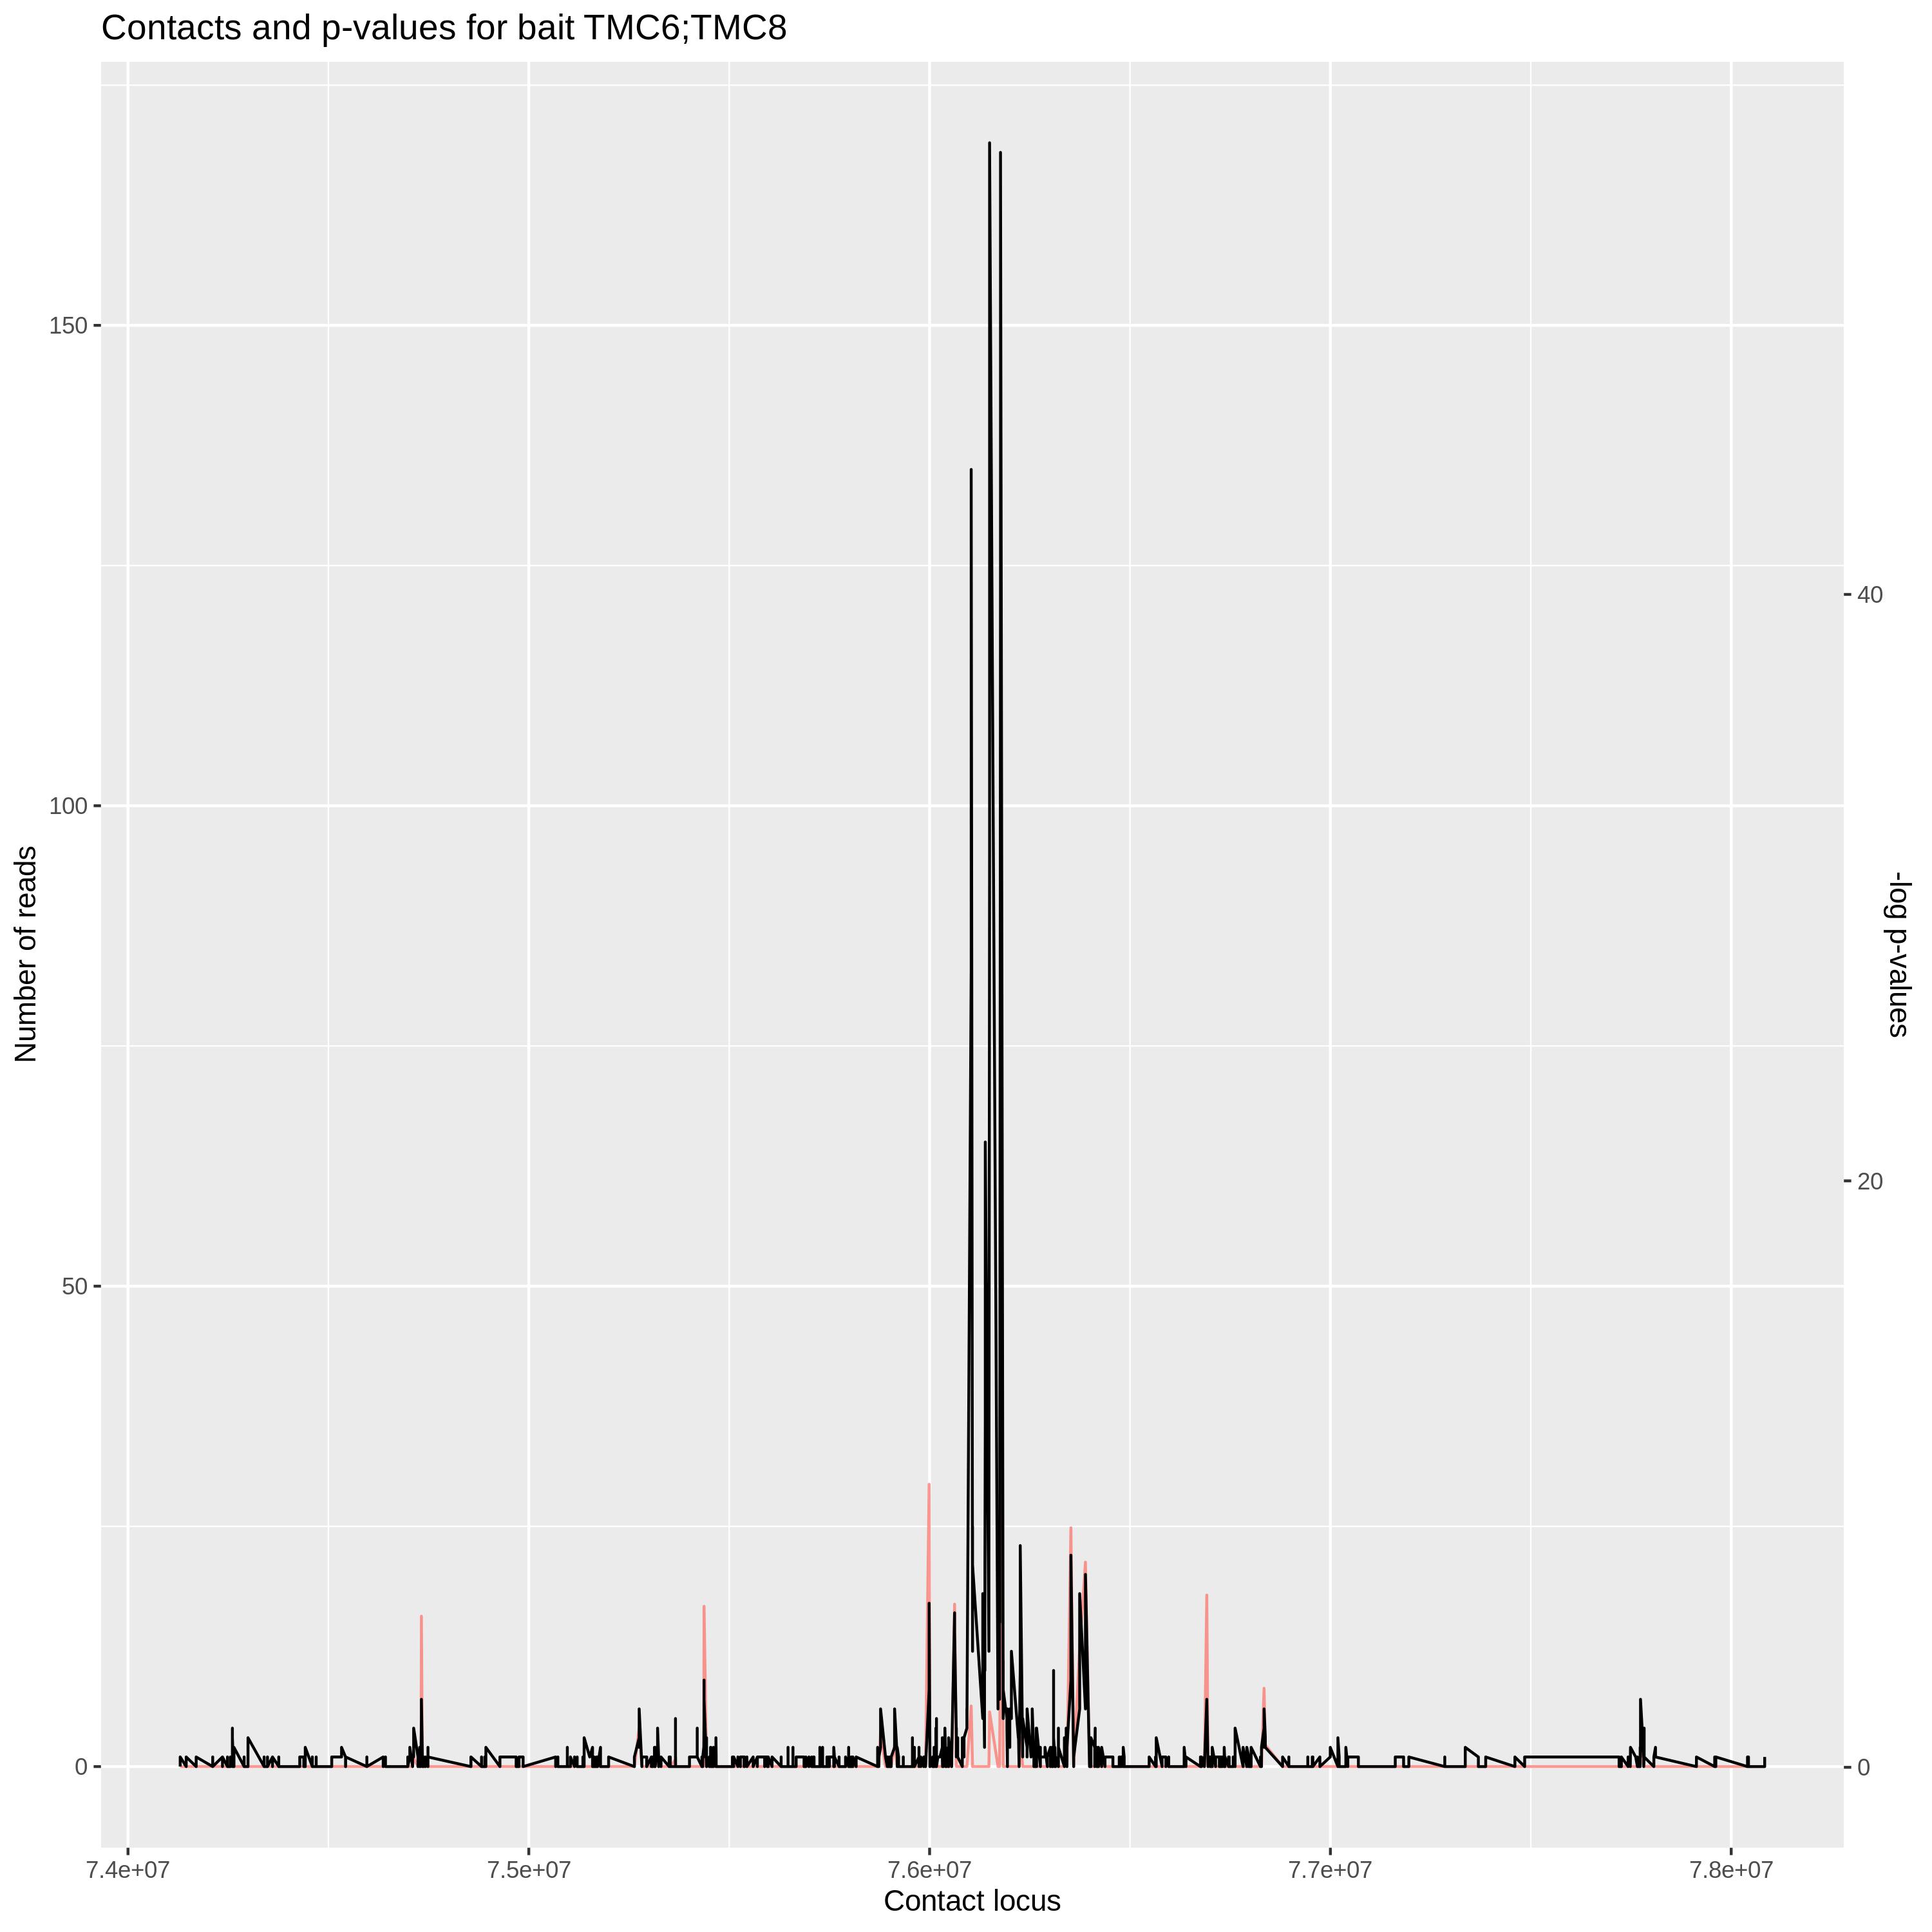 Contacts and p-values for bait TMC6;TMC8
150
100
50
0
Number of reads
40
20
0
-log p-values
7.4e+07 7.5e+07 7.6e+07 7.7e+07 7.8e+07
Contact locus